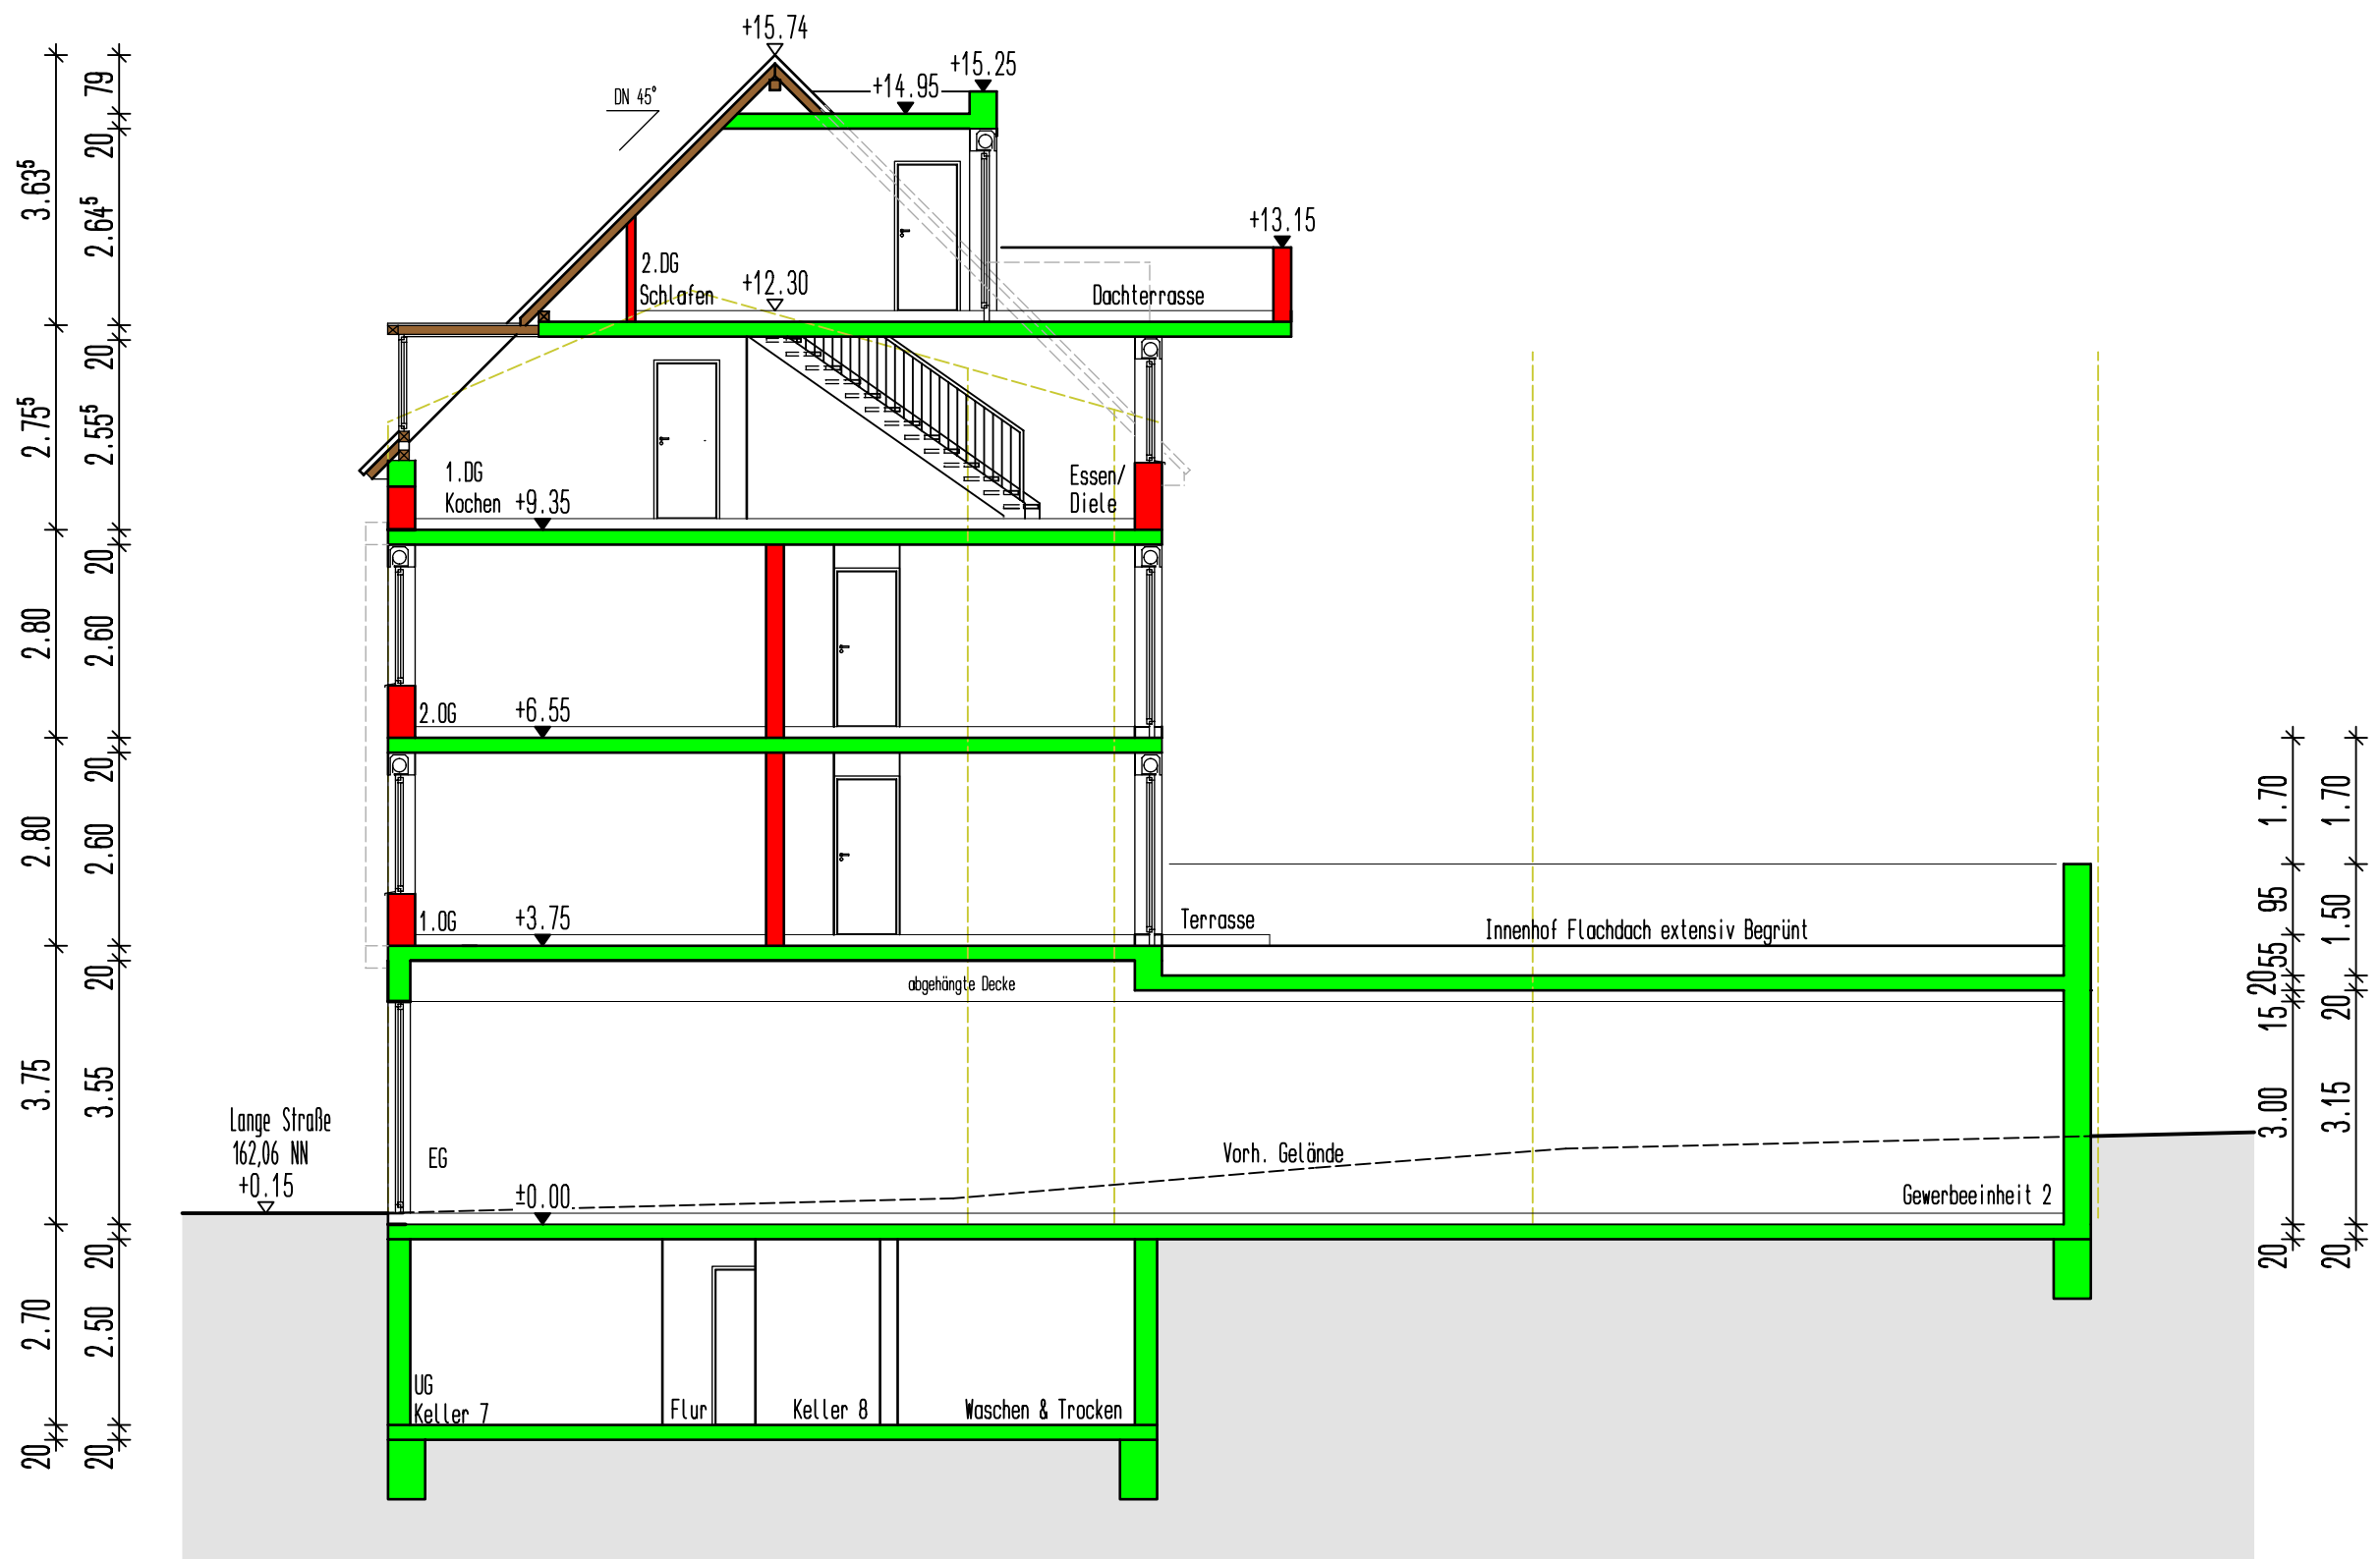 +15.74
+15.25
+14.95
DN 45°
+13.15
2.DG
Schlafen
+12.30
Dachterrasse
1.DG
Kochen
+9.35
Essen/
Diele
2.OG
+6.55
1.OG
+3.75
Terrasse
Innenhof Flachdach extensiv Begrünt
abgehängte Decke
Lange Straße
162,06 NN
+0.15
EG
±0.00
Vorh. Gelände
Gewerbeeinheit 2
UG
Keller 7
Flur
Keller 8
Waschen & Trocken
3.63⁵
2.75⁵
2.80
2.80
3.75
2.70
20
79
20
2.64⁵
20
2.55⁵
20
2.60
20
2.60
20
3.55
20
2.50
20
1.70
95
55
20
15
3.00
20
1.70
1.50
20
3.15
20